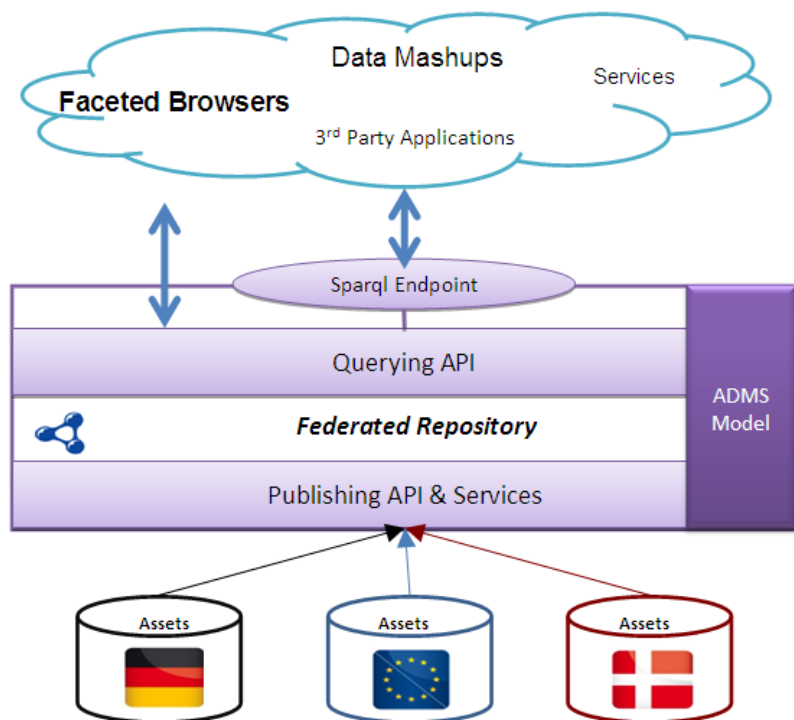 Data Mashups
Services
Faceted Browsers
3rd Party Applications
Sparql Endpoint
Querying API
ADMS
Model
Federated Repository
Publishing API & Services
Assets
Assets
Assets